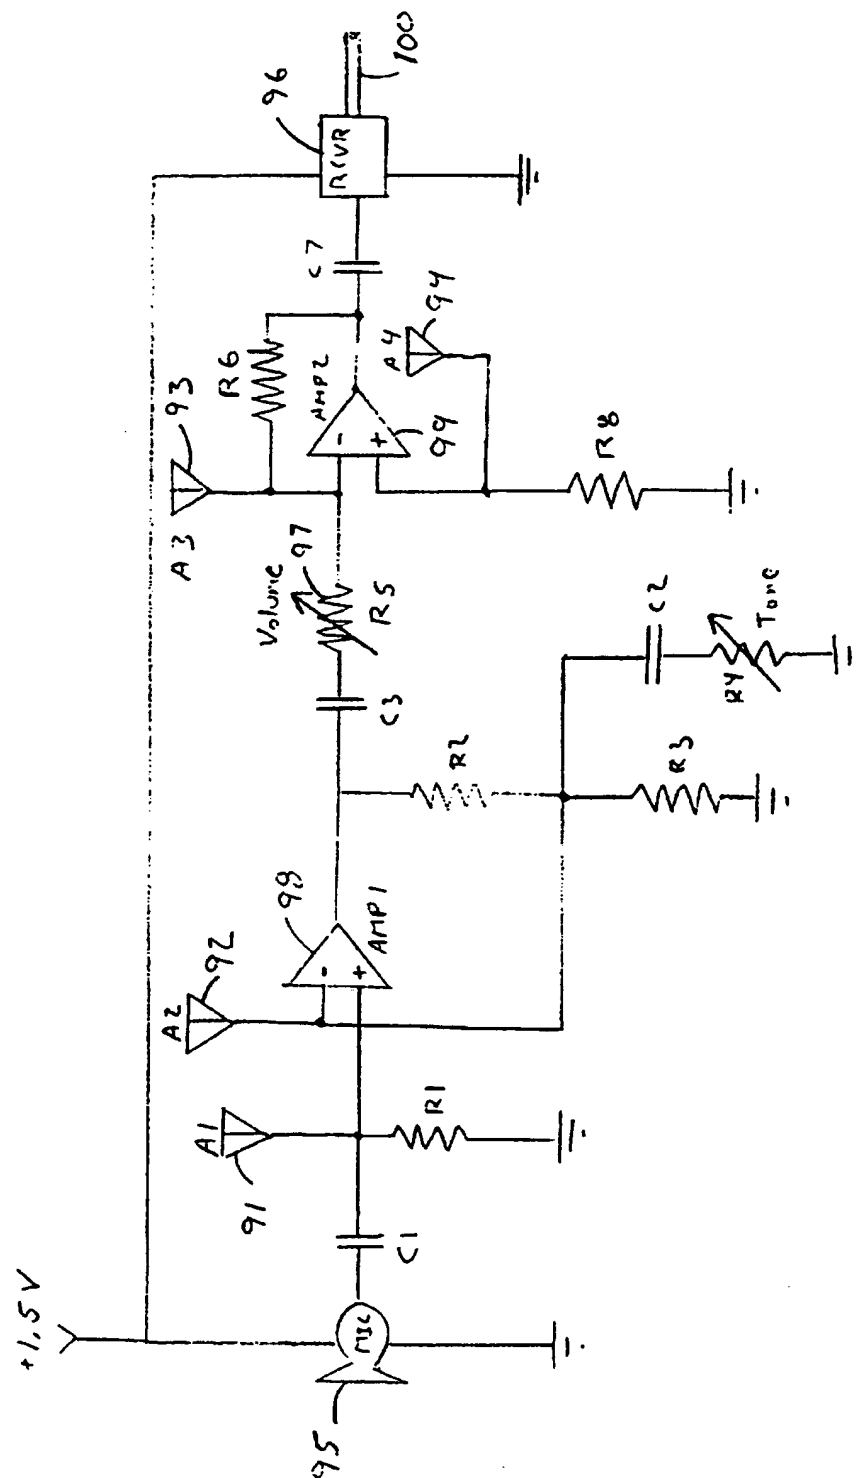 +1,5V
95
MIC
C1
91
A1
R1
A2
92
98
AMP1
R2
R3
C3
Volume
97
R5
C2
R4
Tone
A3
93
R6
AMP2
99
A4
94
R8
C7
96
RCVR
100
-
+
-
+